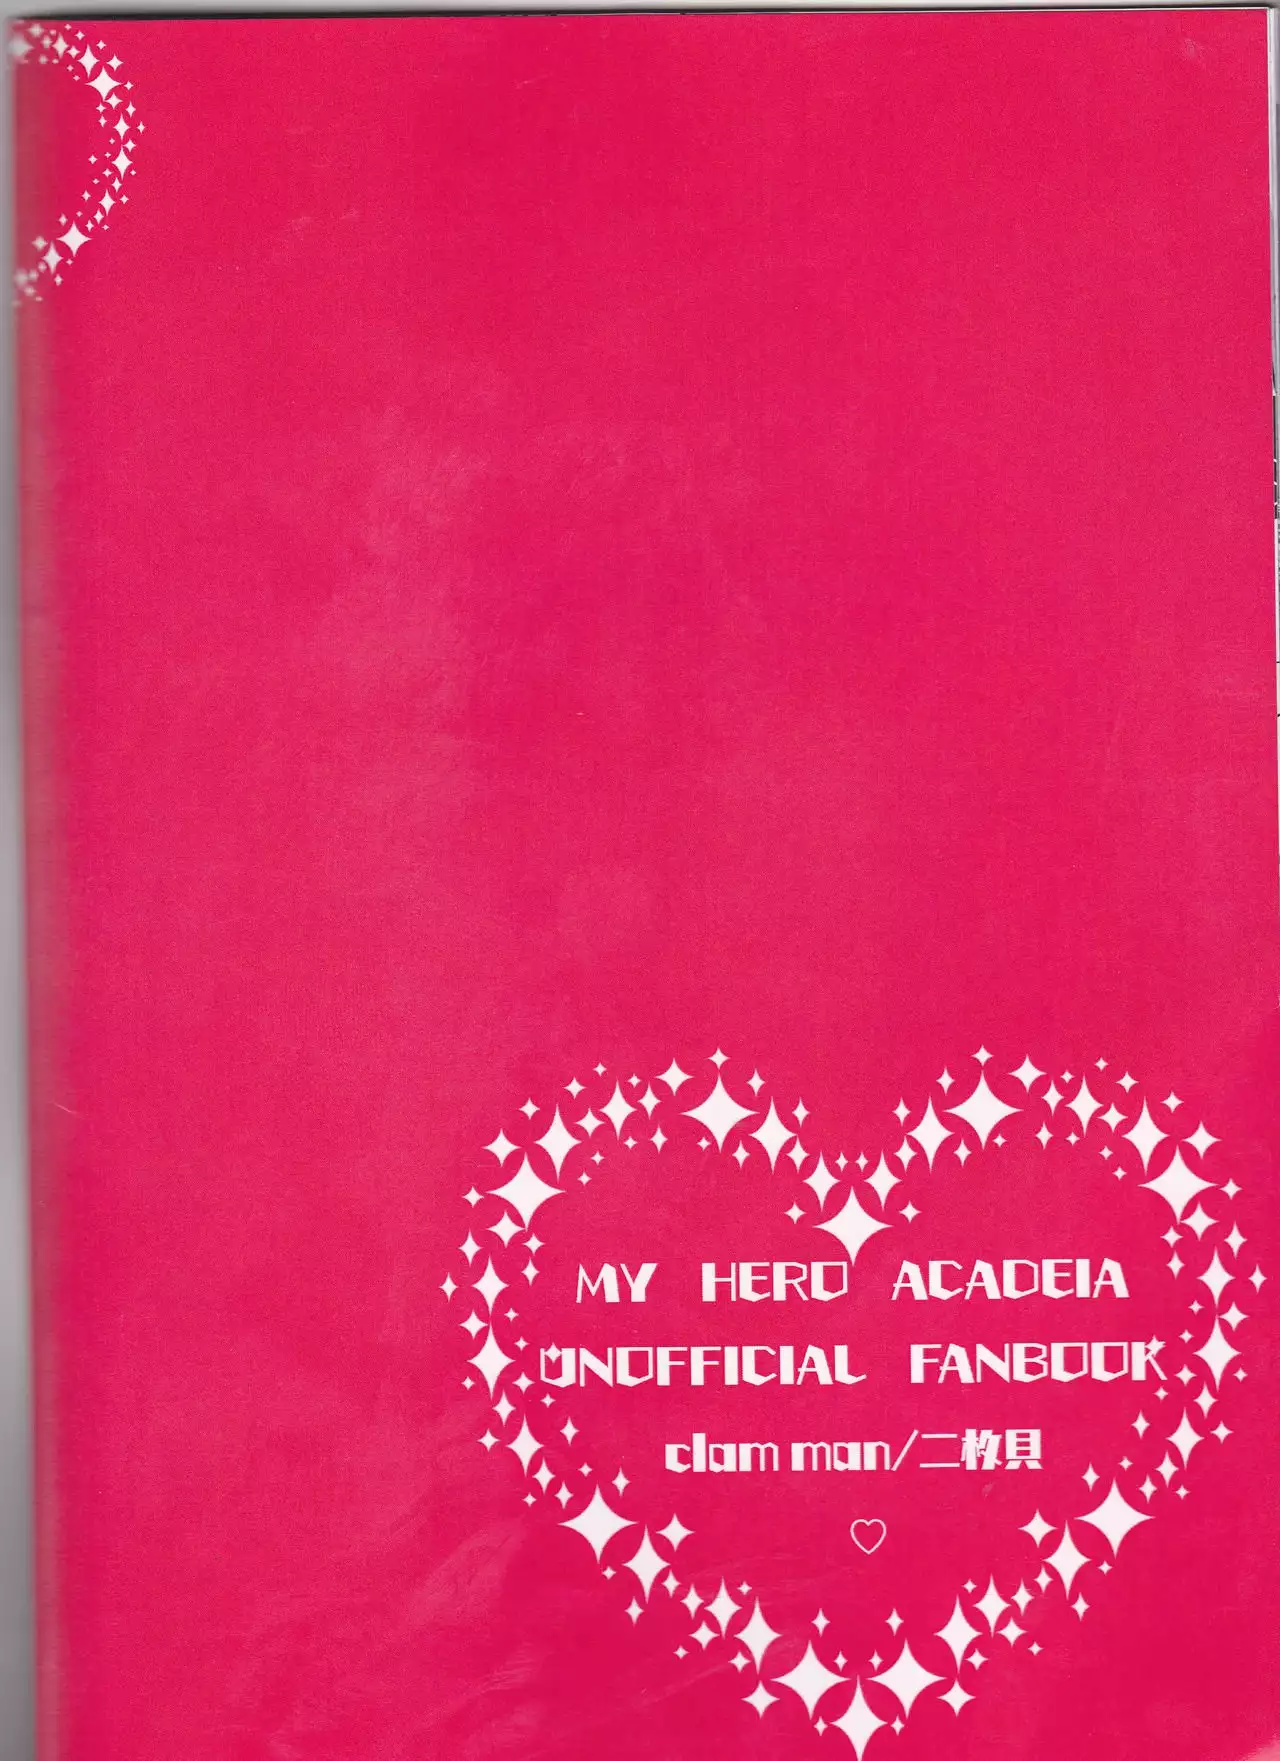 MY HERO ACADEIA
UNOFFICIAL FANBOOK
clam man/二枚貝
♡